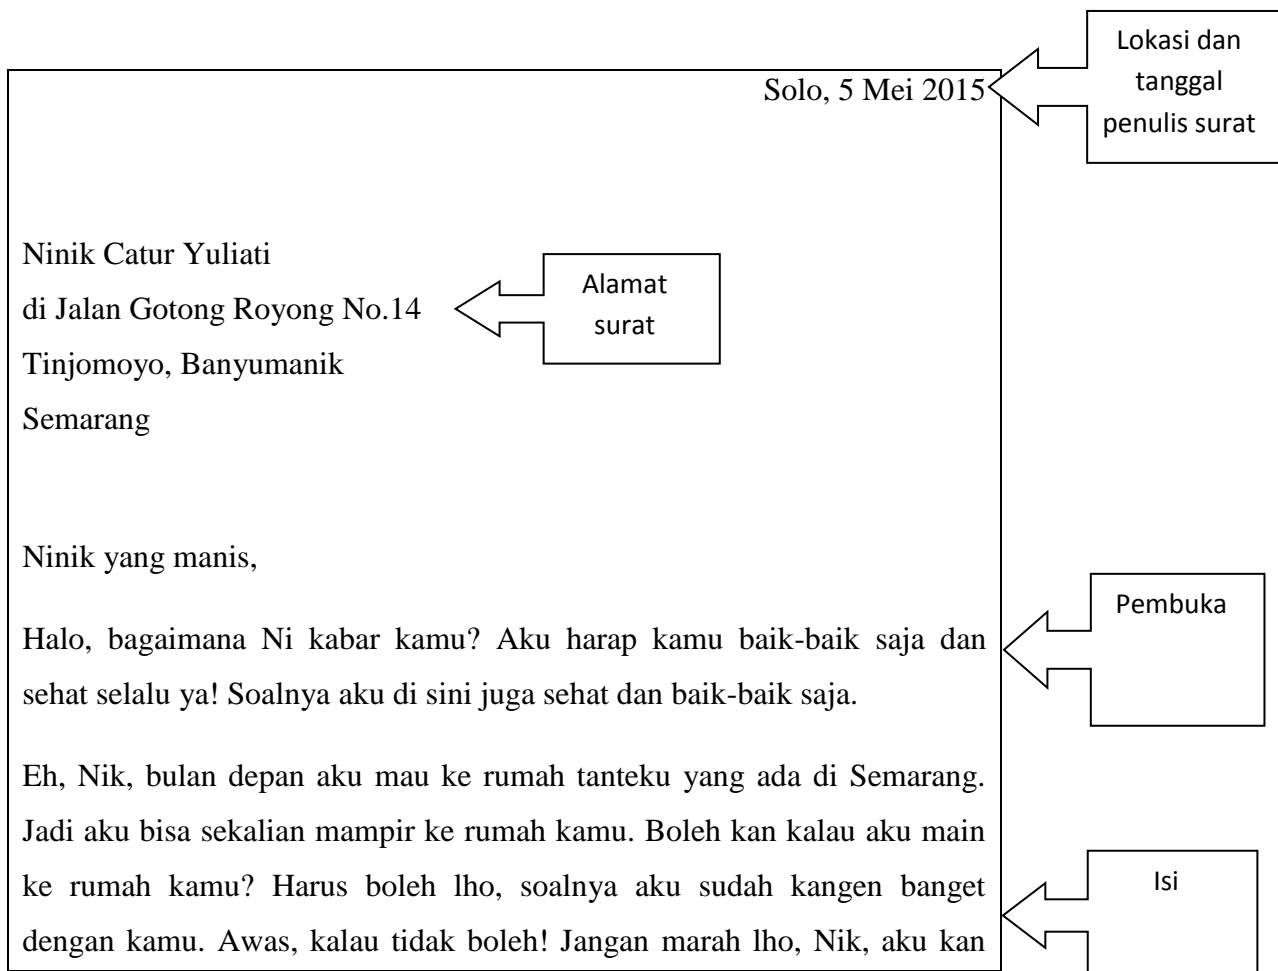 Lokasi dan
tanggal
penulis surat
Solo, 5 Mei 2015
Ninik Catur Yuliati
di Jalan Gotong Royong No.14
Tinjomoyo, Banyumanik
Semarang
Alamat
surat
Ninik yang manis,
Pembuka
Halo, bagaimana Ni kabar kamu? Aku harap kamu baik-baik saja dan
sehat selalu ya! Soalnya aku di sini juga sehat dan baik-baik saja.
Eh, Nik, bulan depan aku mau ke rumah tanteku yang ada di Semarang.
Jadi aku bisa sekalian mampir ke rumah kamu. Boleh kan kalau aku main
ke rumah kamu? Harus boleh lho, soalnya aku sudah kangen banget
dengan kamu. Awas, kalau tidak boleh! Jangan marah lho, Nik, aku kan
Isi